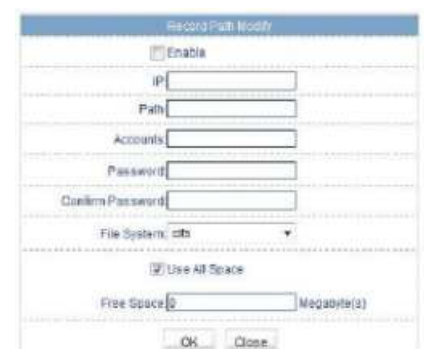 Record Path Modify
Enable
IP
Path
Accounts
Password
Confirm Password
File System: cifs
Use All Space
Free Space 0 Megabyte(s)
OK Close